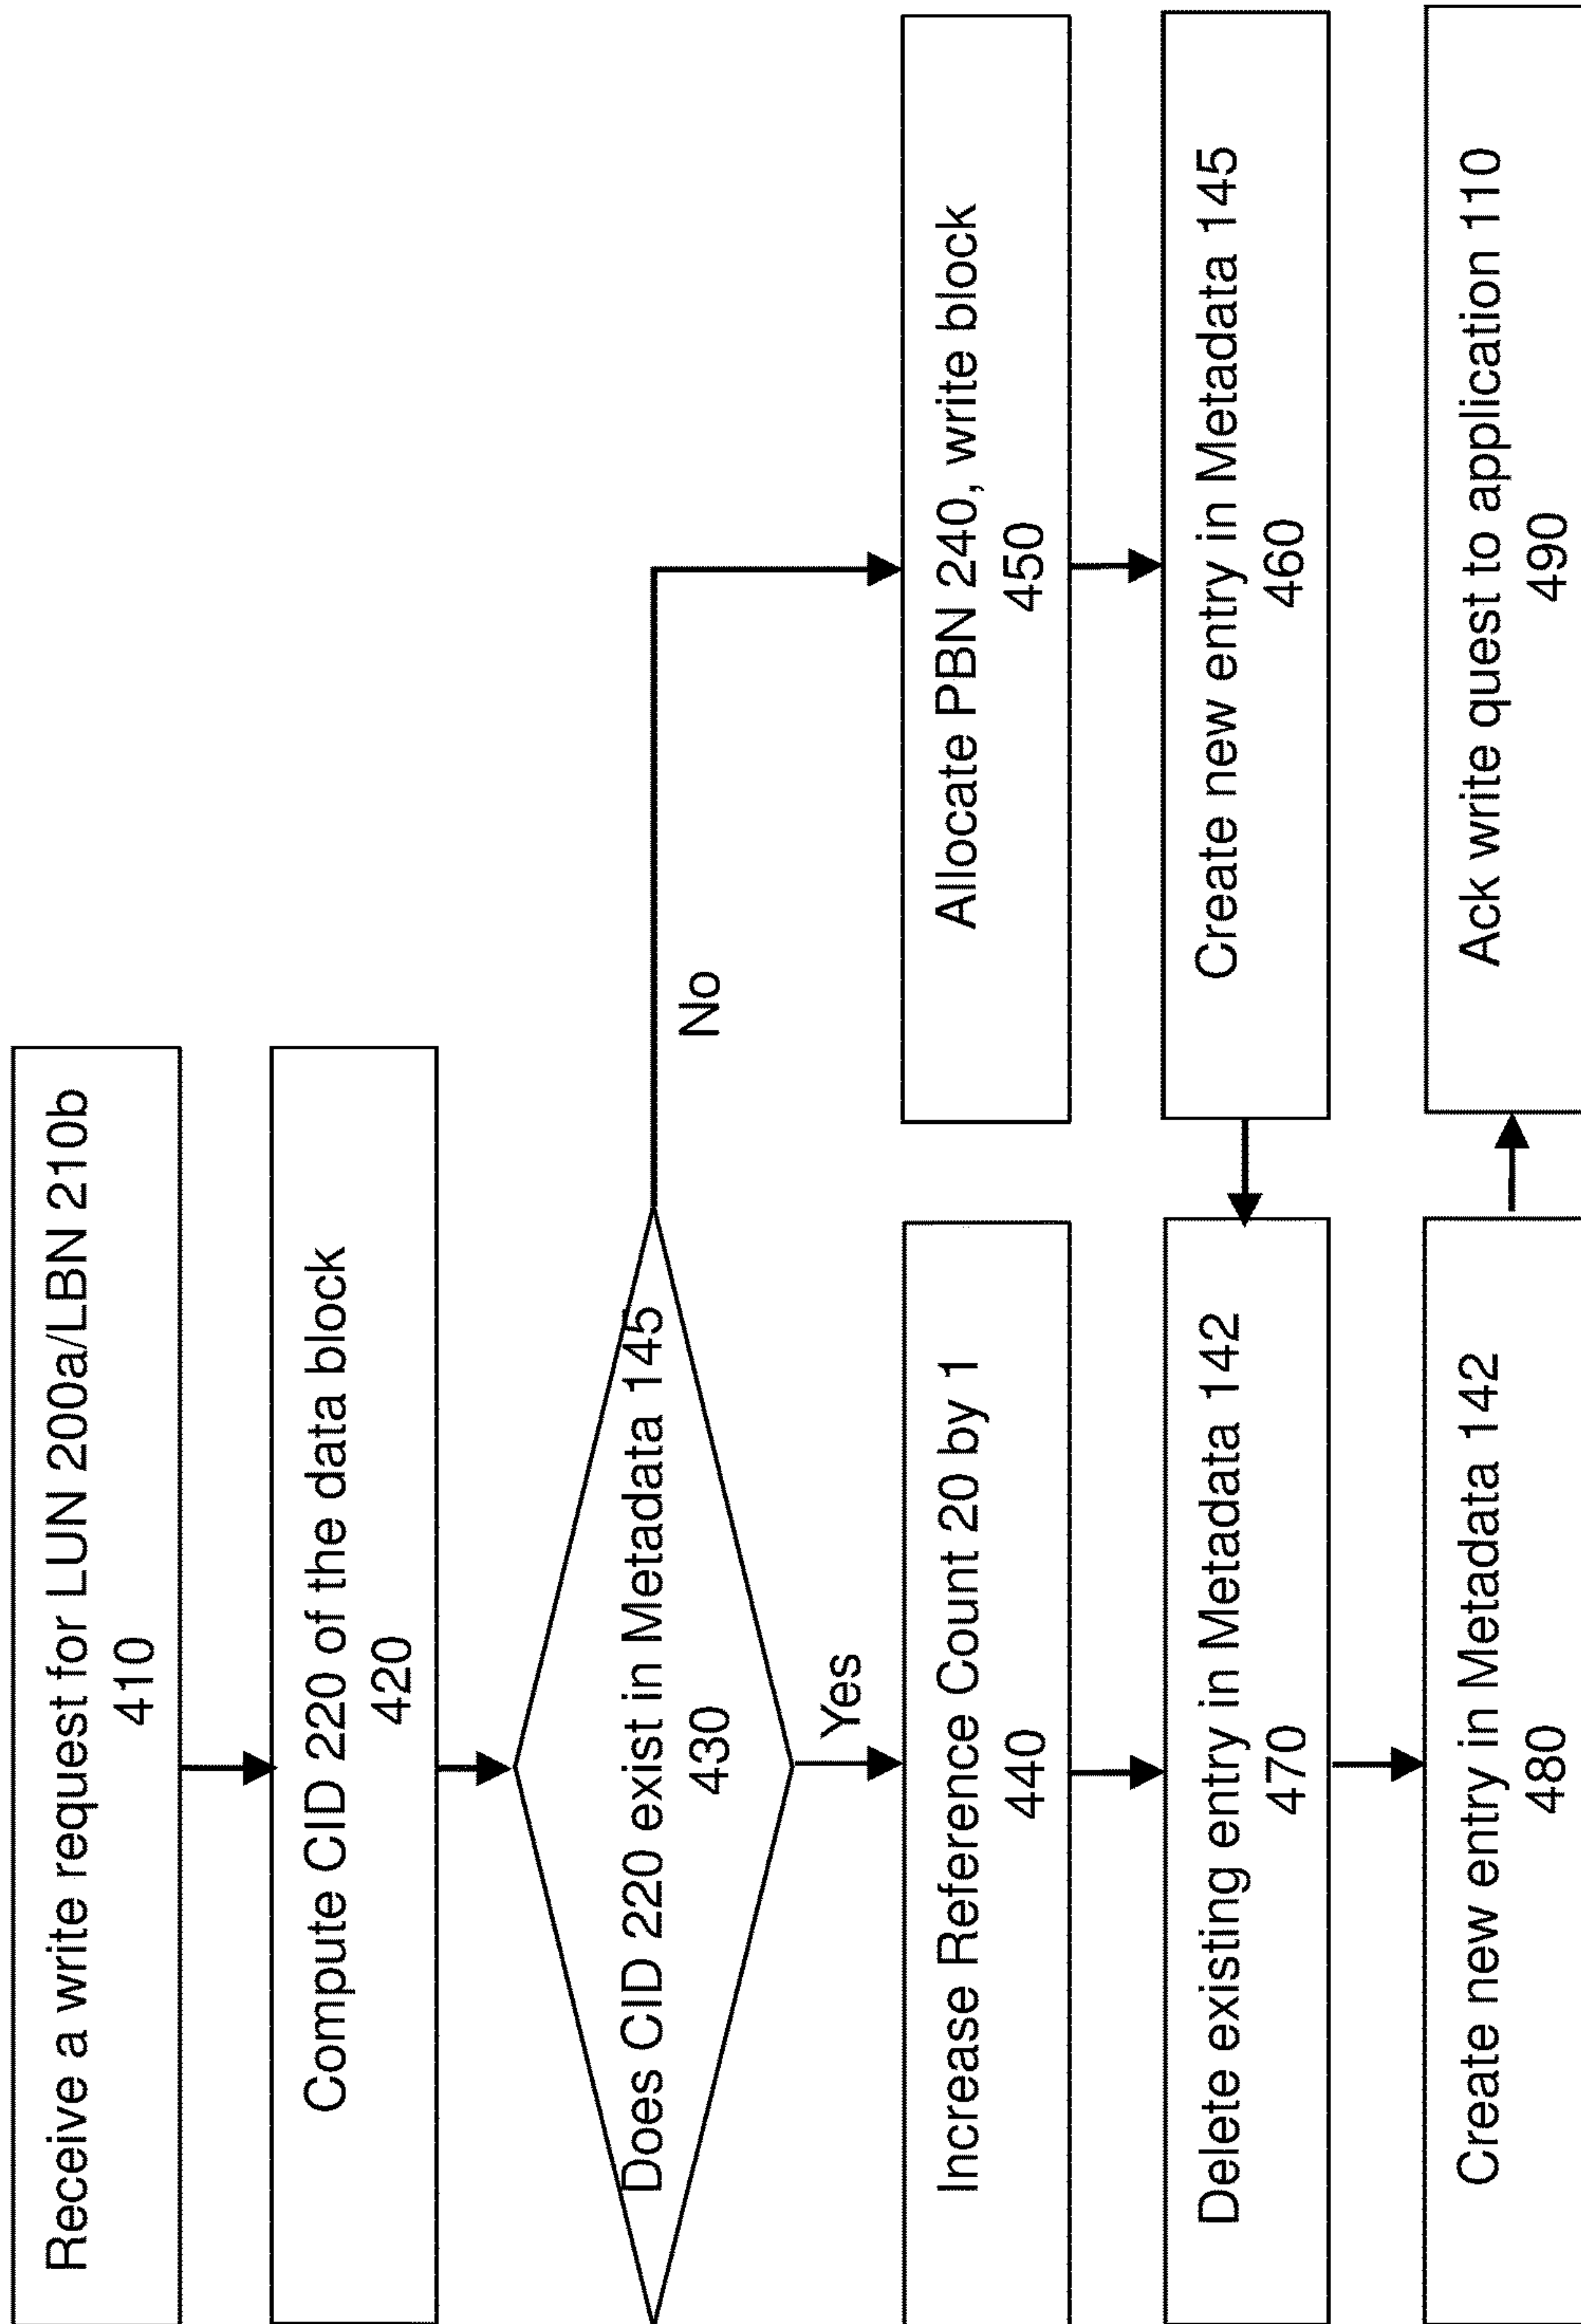 Receive a write request for LUN 200a/LBN 210b
410
Compute CID 220 of the data block
420
Does CID 220 exist in Metadata 145
430
No
Yes
Increase Reference Count 20 by 1
440
Allocate PBN 240, write block
450
Delete existing entry in Metadata 142
470
Create new entry in Metadata 145
460
Create new entry in Metadata 142
480
Ack write quest to application 110
490